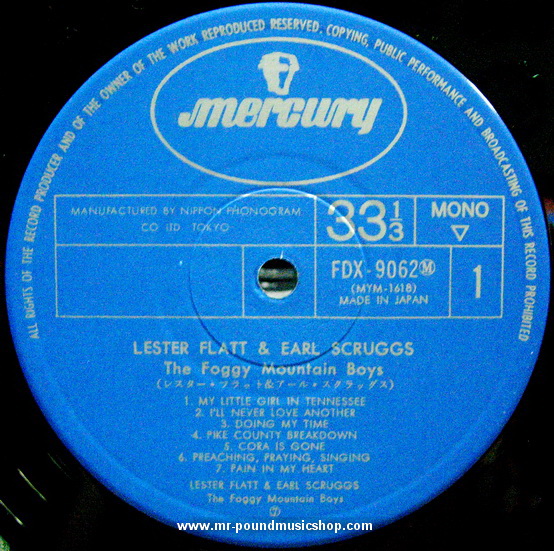 ALL RIGHTS OF THE RECORD PRODUCER AND OF THE OWNER OF THE WORK REPRODUCED RESERVED. COPYING, PUBLIC PERFORMANCE AND BROADCASTING OF THIS RECORD PROHIBITED
mercury
MANUFACTURED BY NIPPON PHONOGRAM
CO LTD TOKYO
33 1/3
MONO
▽
FDX-9062Ⓜ
(MYM-1618)
MADE IN JAPAN
1
LESTER FLATT & EARL SCRUGGS
The Foggy Mountain Boys
(レスター・フラット&アール・スクラッグス)
1. MY LITTLE GIRL IN TENNESSEE
2. I'LL NEVER LOVE ANOTHER
3. DOING MY TIME
4. PIKE COUNTY BREAKDOWN
5. CORA IS GONE
6. PREACHING, PRAYING, SINGING
7. PAIN IN MY HEART
LESTER FLATT & EARL SCRUGGS
The Foggy Mountain Boys
www.mr-poundmusicshop.com